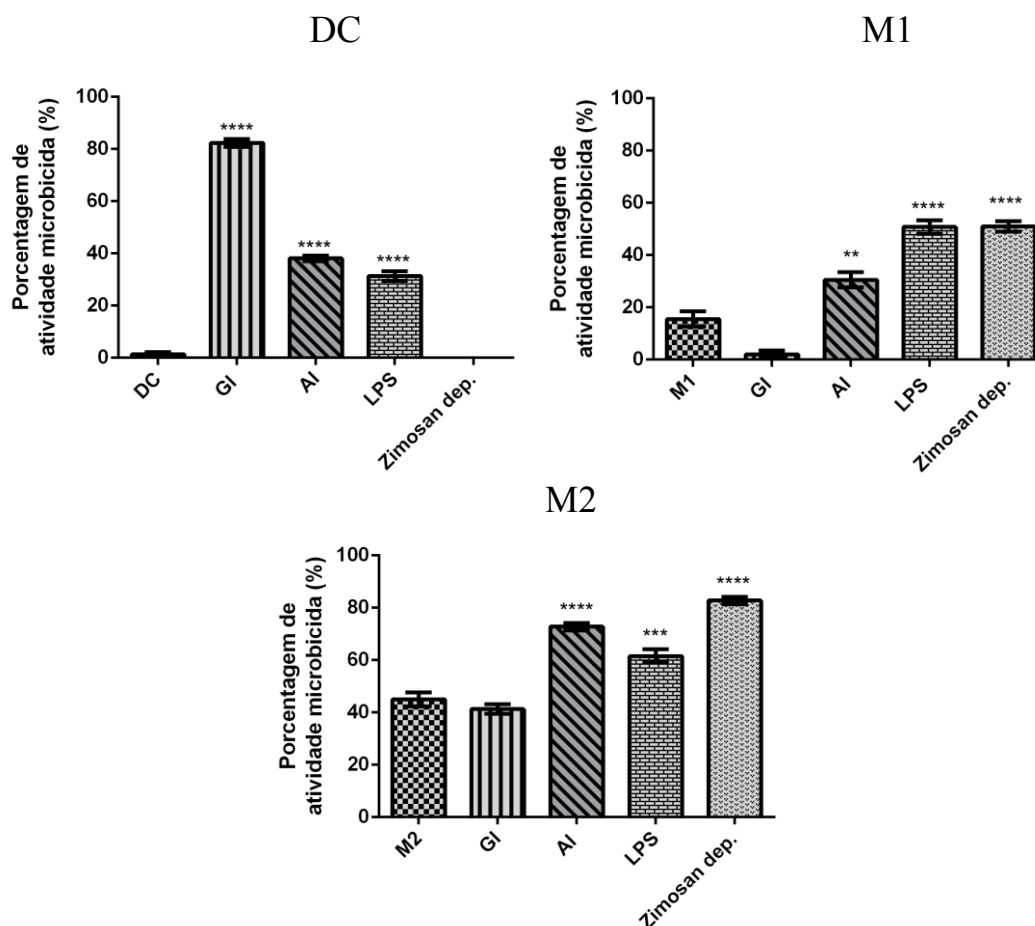 DC
Porcentagem de
atividade microbicida (%)
100
80
60
40
20
0
****
****
****
DC
GI
AI
LPS
Zimosan dep.
M1
Porcentagem de
atividade microbicida (%)
100
80
60
40
20
0
**
****
****
M1
GI
AI
LPS
Zimosan dep.
M2
Porcentagem de
atividade microbicida (%)
100
80
60
40
20
0
****
***
****
M2
GI
AI
LPS
Zimosan dep.